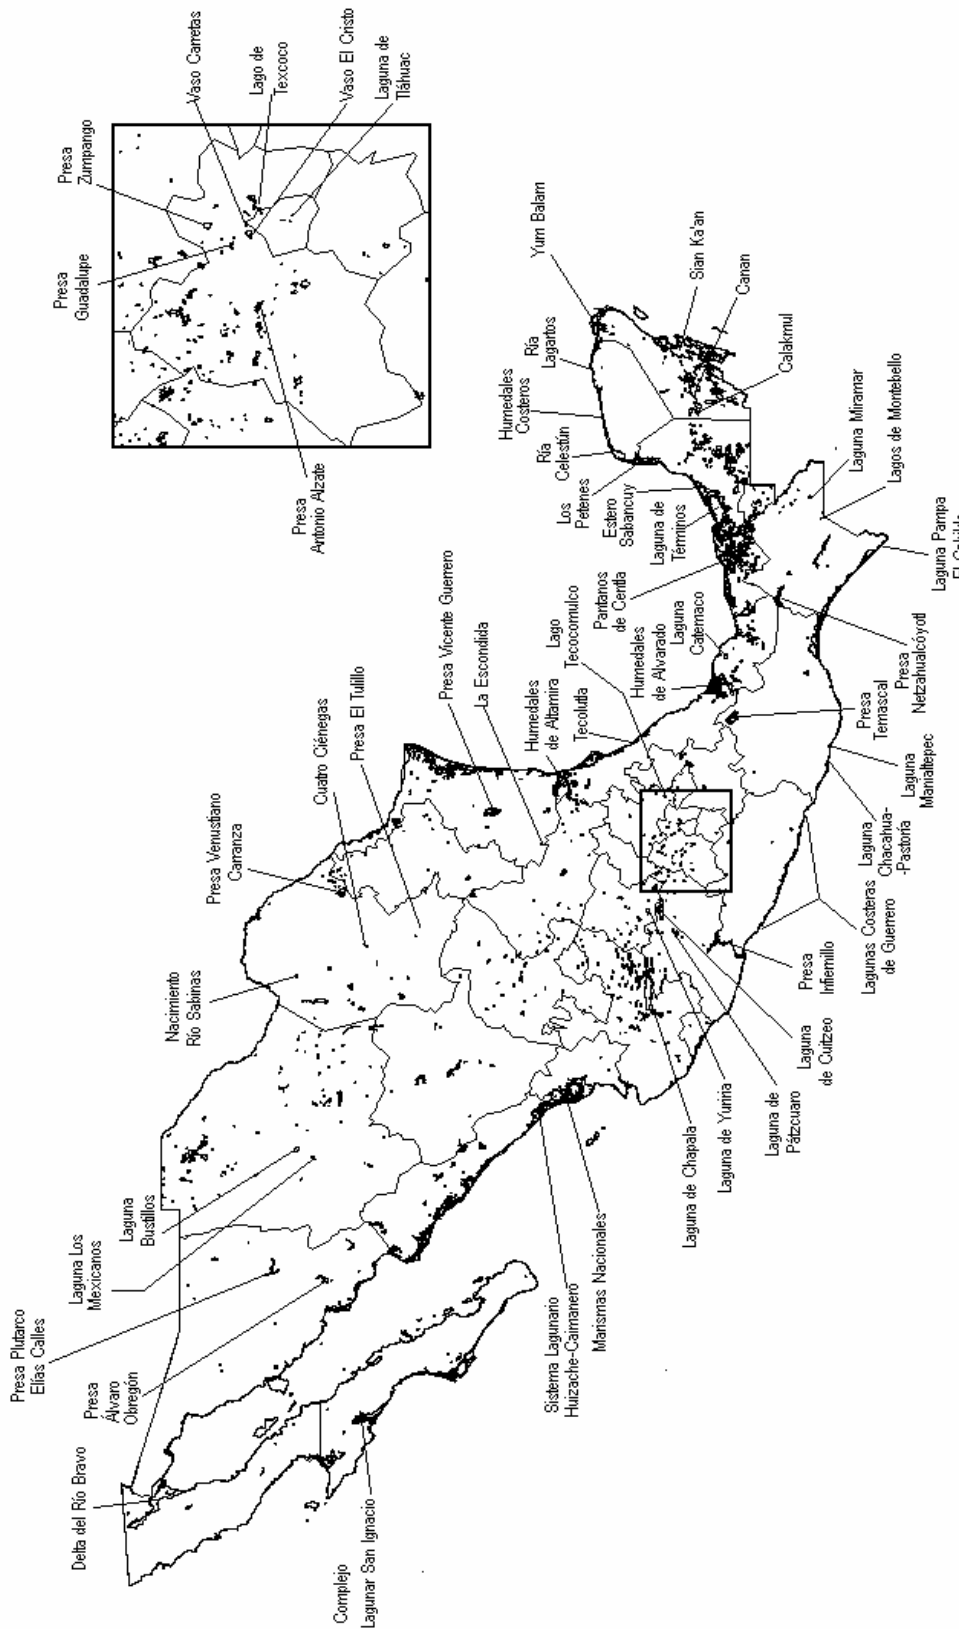 Presa
Zumpango
Presa
Guadalupe
Vaso Carretas
Lago de
Texcoco
Vaso El Cristo
Laguna de
Tláhuac
Presa
Antonio Alzate
Delta del Río Bravo
Presa Plutarco
Elías Calles
Presa
Álvaro
Obregón
Laguna Los
Mexicanos
Laguna
Bustillos
Nacimiento
Río Sabinas
Presa Venustiano
Carranza
Cuatro Ciénegas
Presa El Tulillo
Presa Vicente Guerrero
La Escondida
Humedales
de Altamira
Tecolutla
Lago
Tecocomulco
Humedales
de Alvarado
Laguna
Catemaco
Pantanos
de Centla
Laguna de
Términos
Estero
Sabancuy
Los
Petenes
Ría
Celestún
Humedales
Costeros
Ría
Lagartos
Yum Balam
Sian Ka'an
Canan
Calakmul
Laguna Miramar
Lagos de Montebello
Laguna Pampa
Presa
Netzahualcóyotl
Presa
Temascal
Laguna
Manialtepec
Laguna
Chacahua-
-Pastoría
Lagunas Costeras
de Guerrero
Presa
Infiernillo
Laguna
de Cuitzeo
Laguna de
Pátzcuaro
Laguna de Yuriria
Laguna de Chapala
Marismas Nacionales
Sistema Lagunario
Huizache-Caimanero
Complejo
Lagunar San Ignacio